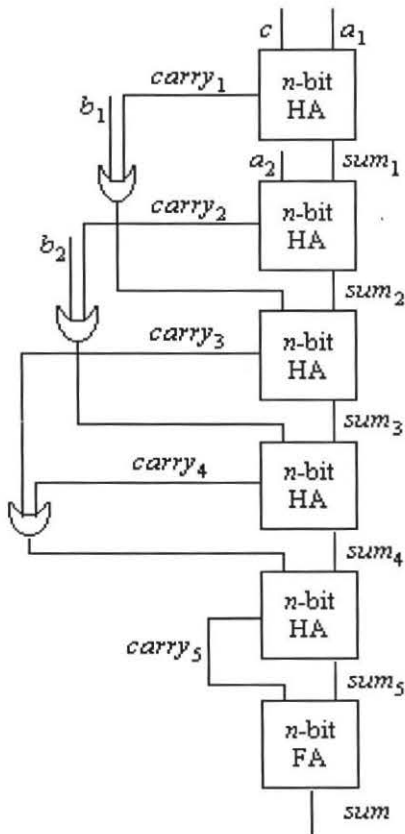 c a₁
n-bit
HA
carry₁
b₁
a₂ sum₁
n-bit
HA
carry₂
b₂
sum₂
n-bit
HA
carry₃
sum₃
n-bit
HA
carry₄
sum₄
n-bit
HA
carry₅
sum₅
n-bit
FA
sum